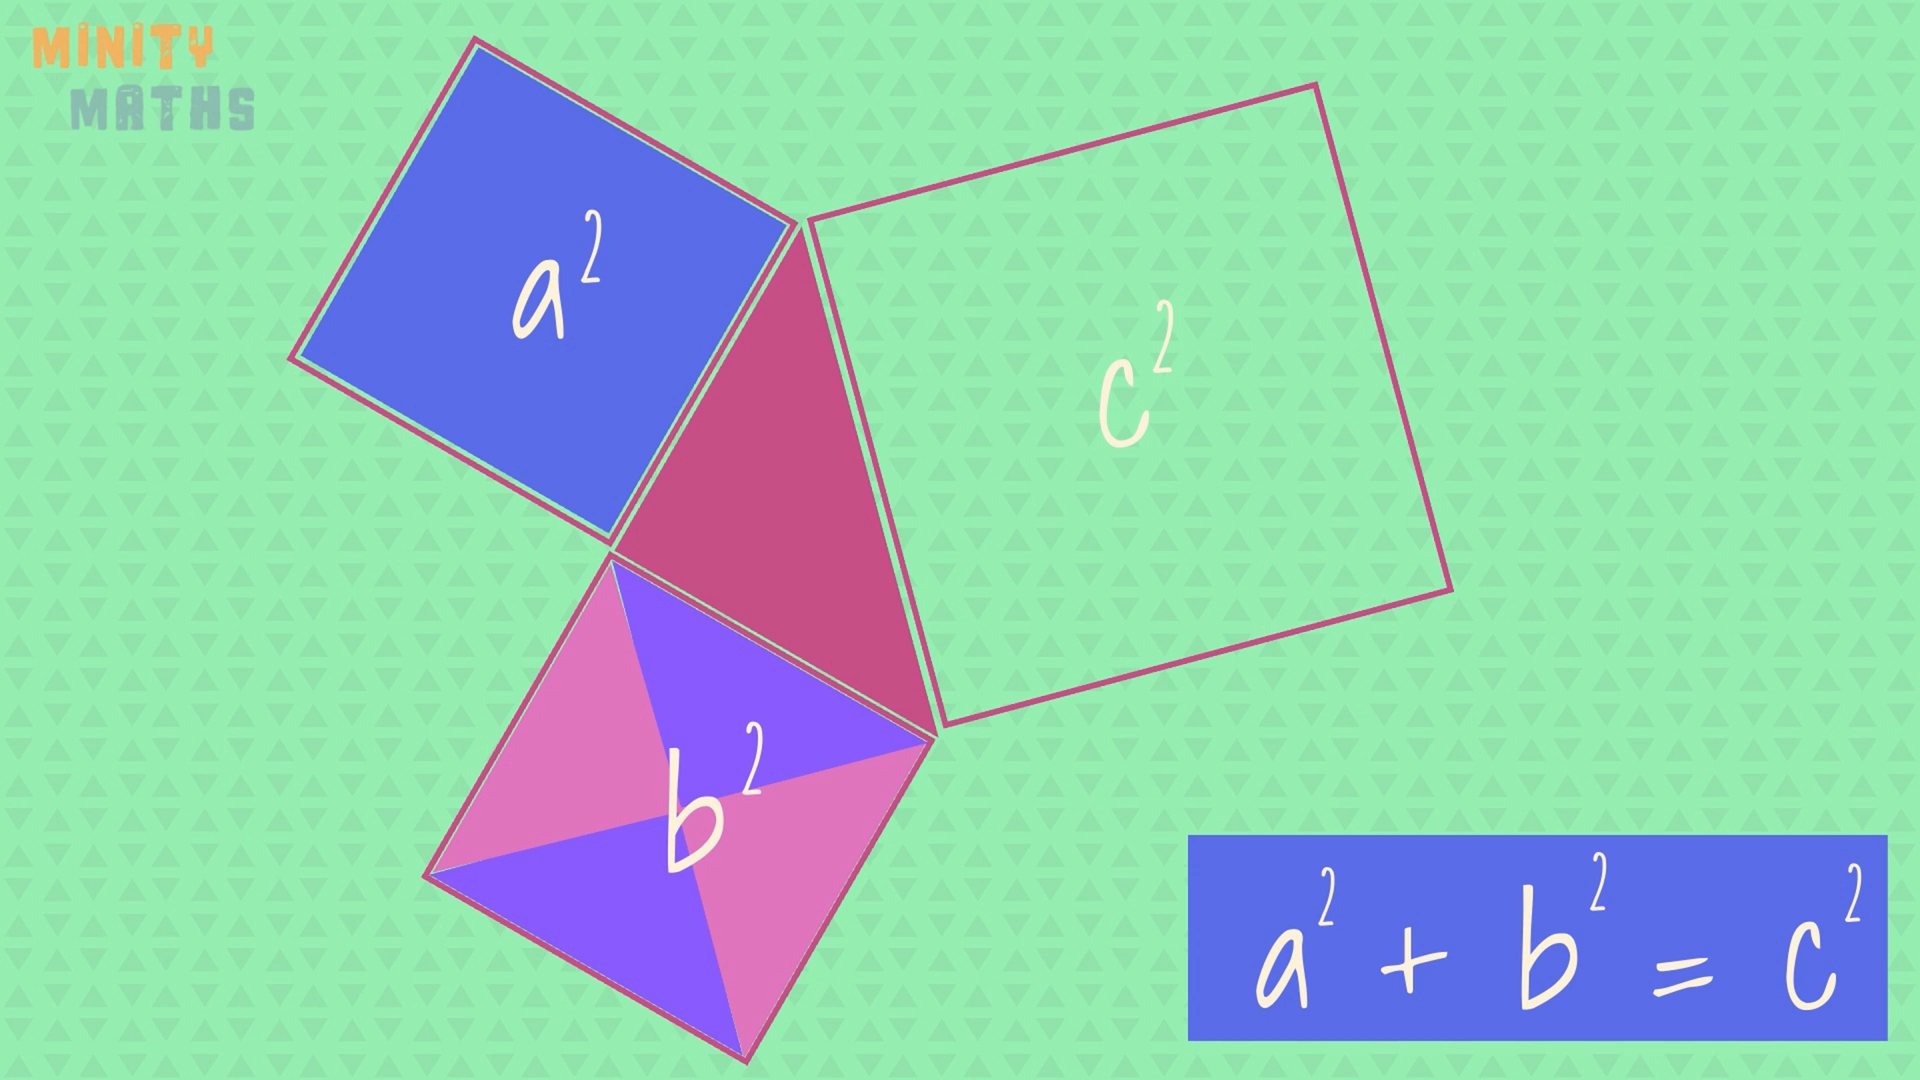 MINITY
MATHS
a²
c²
b²
a² + b² = c²